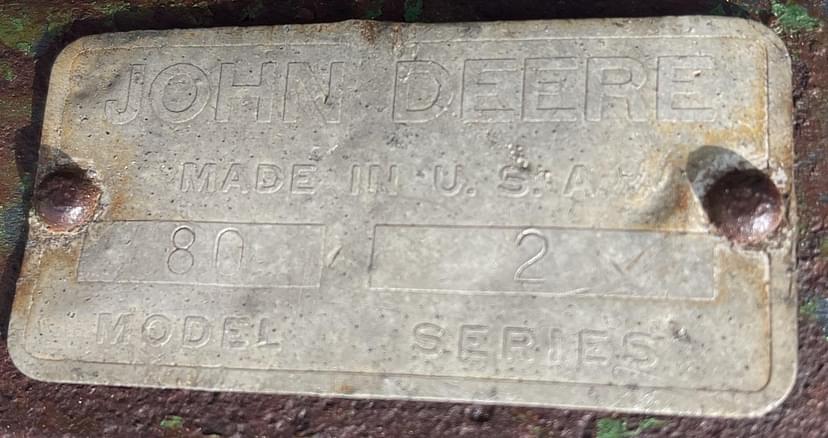 JOHN DEERE
MADE IN U. S. A.
80 2
MODEL SERIES